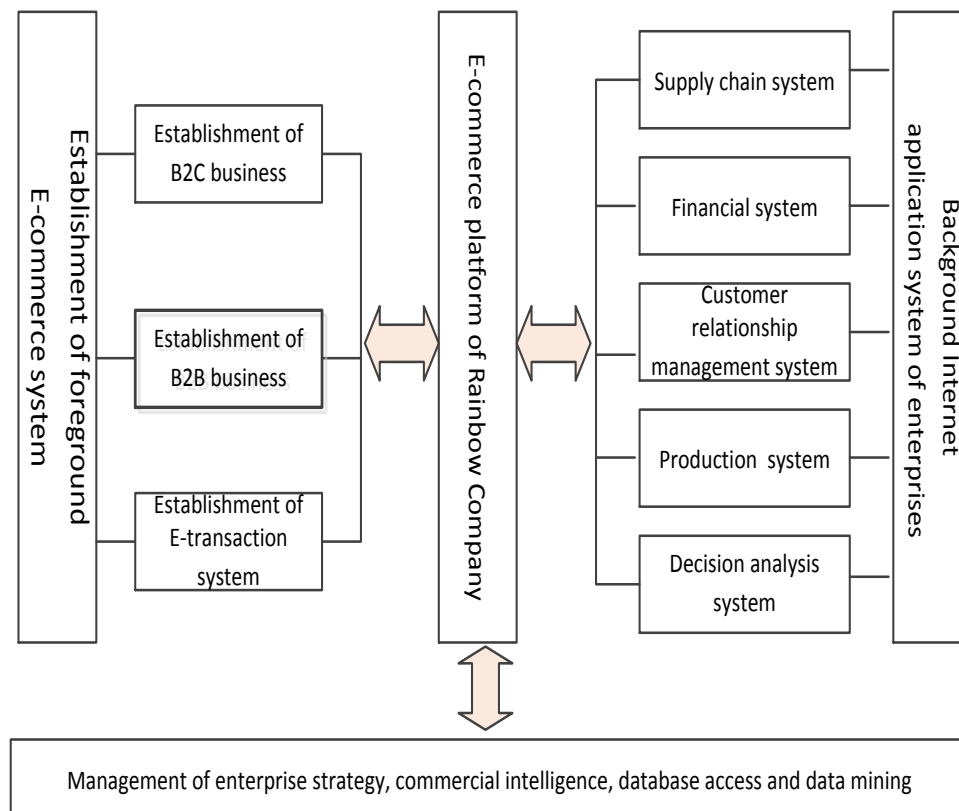 Establishment of foreground
E-commerce system
Establishment of
B2C business
Establishment of
B2B business
Establishment of
E-transaction
system
E-commerce platform of Rainbow Company
Supply chain system
Financial system
Customer
relationship
management system
Production system
Decision analysis
system
Background Internet
application system of enterprises
Management of enterprise strategy, commercial intelligence, database access and data mining